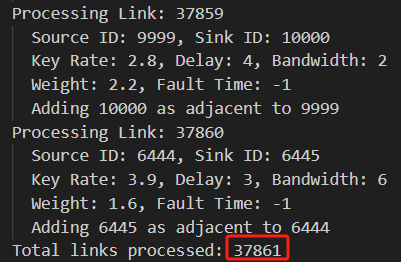 Processing Link: 37859
Source ID: 9999, Sink ID: 10000
Key Rate: 2.8, Delay: 4, Bandwidth: 2
Weight: 2.2, Fault Time: -1
Adding 10000 as adjacent to 9999
Processing Link: 37860
Source ID: 6444, Sink ID: 6445
Key Rate: 3.9, Delay: 3, Bandwidth: 6
Weight: 1.6, Fault Time: -1
Adding 6445 as adjacent to 6444
Total links processed: 37861